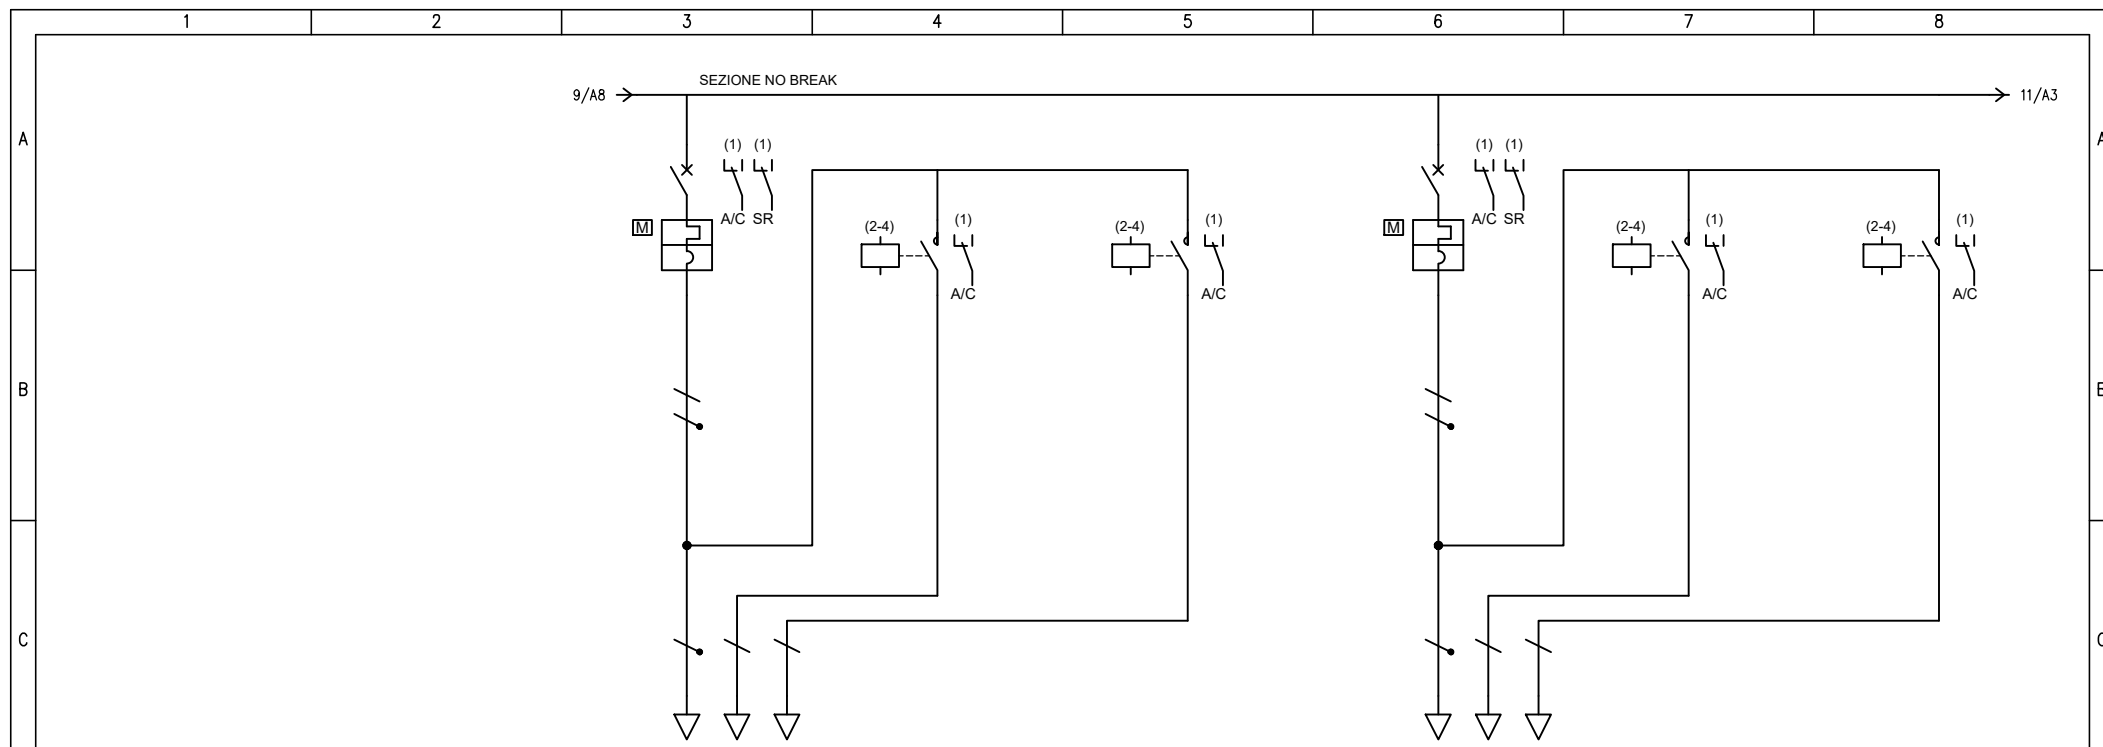 1 2 3 4 5 6 7 8
SEZIONE NO BREAK
9/A8 11/A3
A A
(1) (1) (1) (1)
A/C SR A/C SR
M (2-4) (1) (2-4) (1) M (2-4) (1) (2-4) (1)
A/C A/C A/C A/C
B B
C C